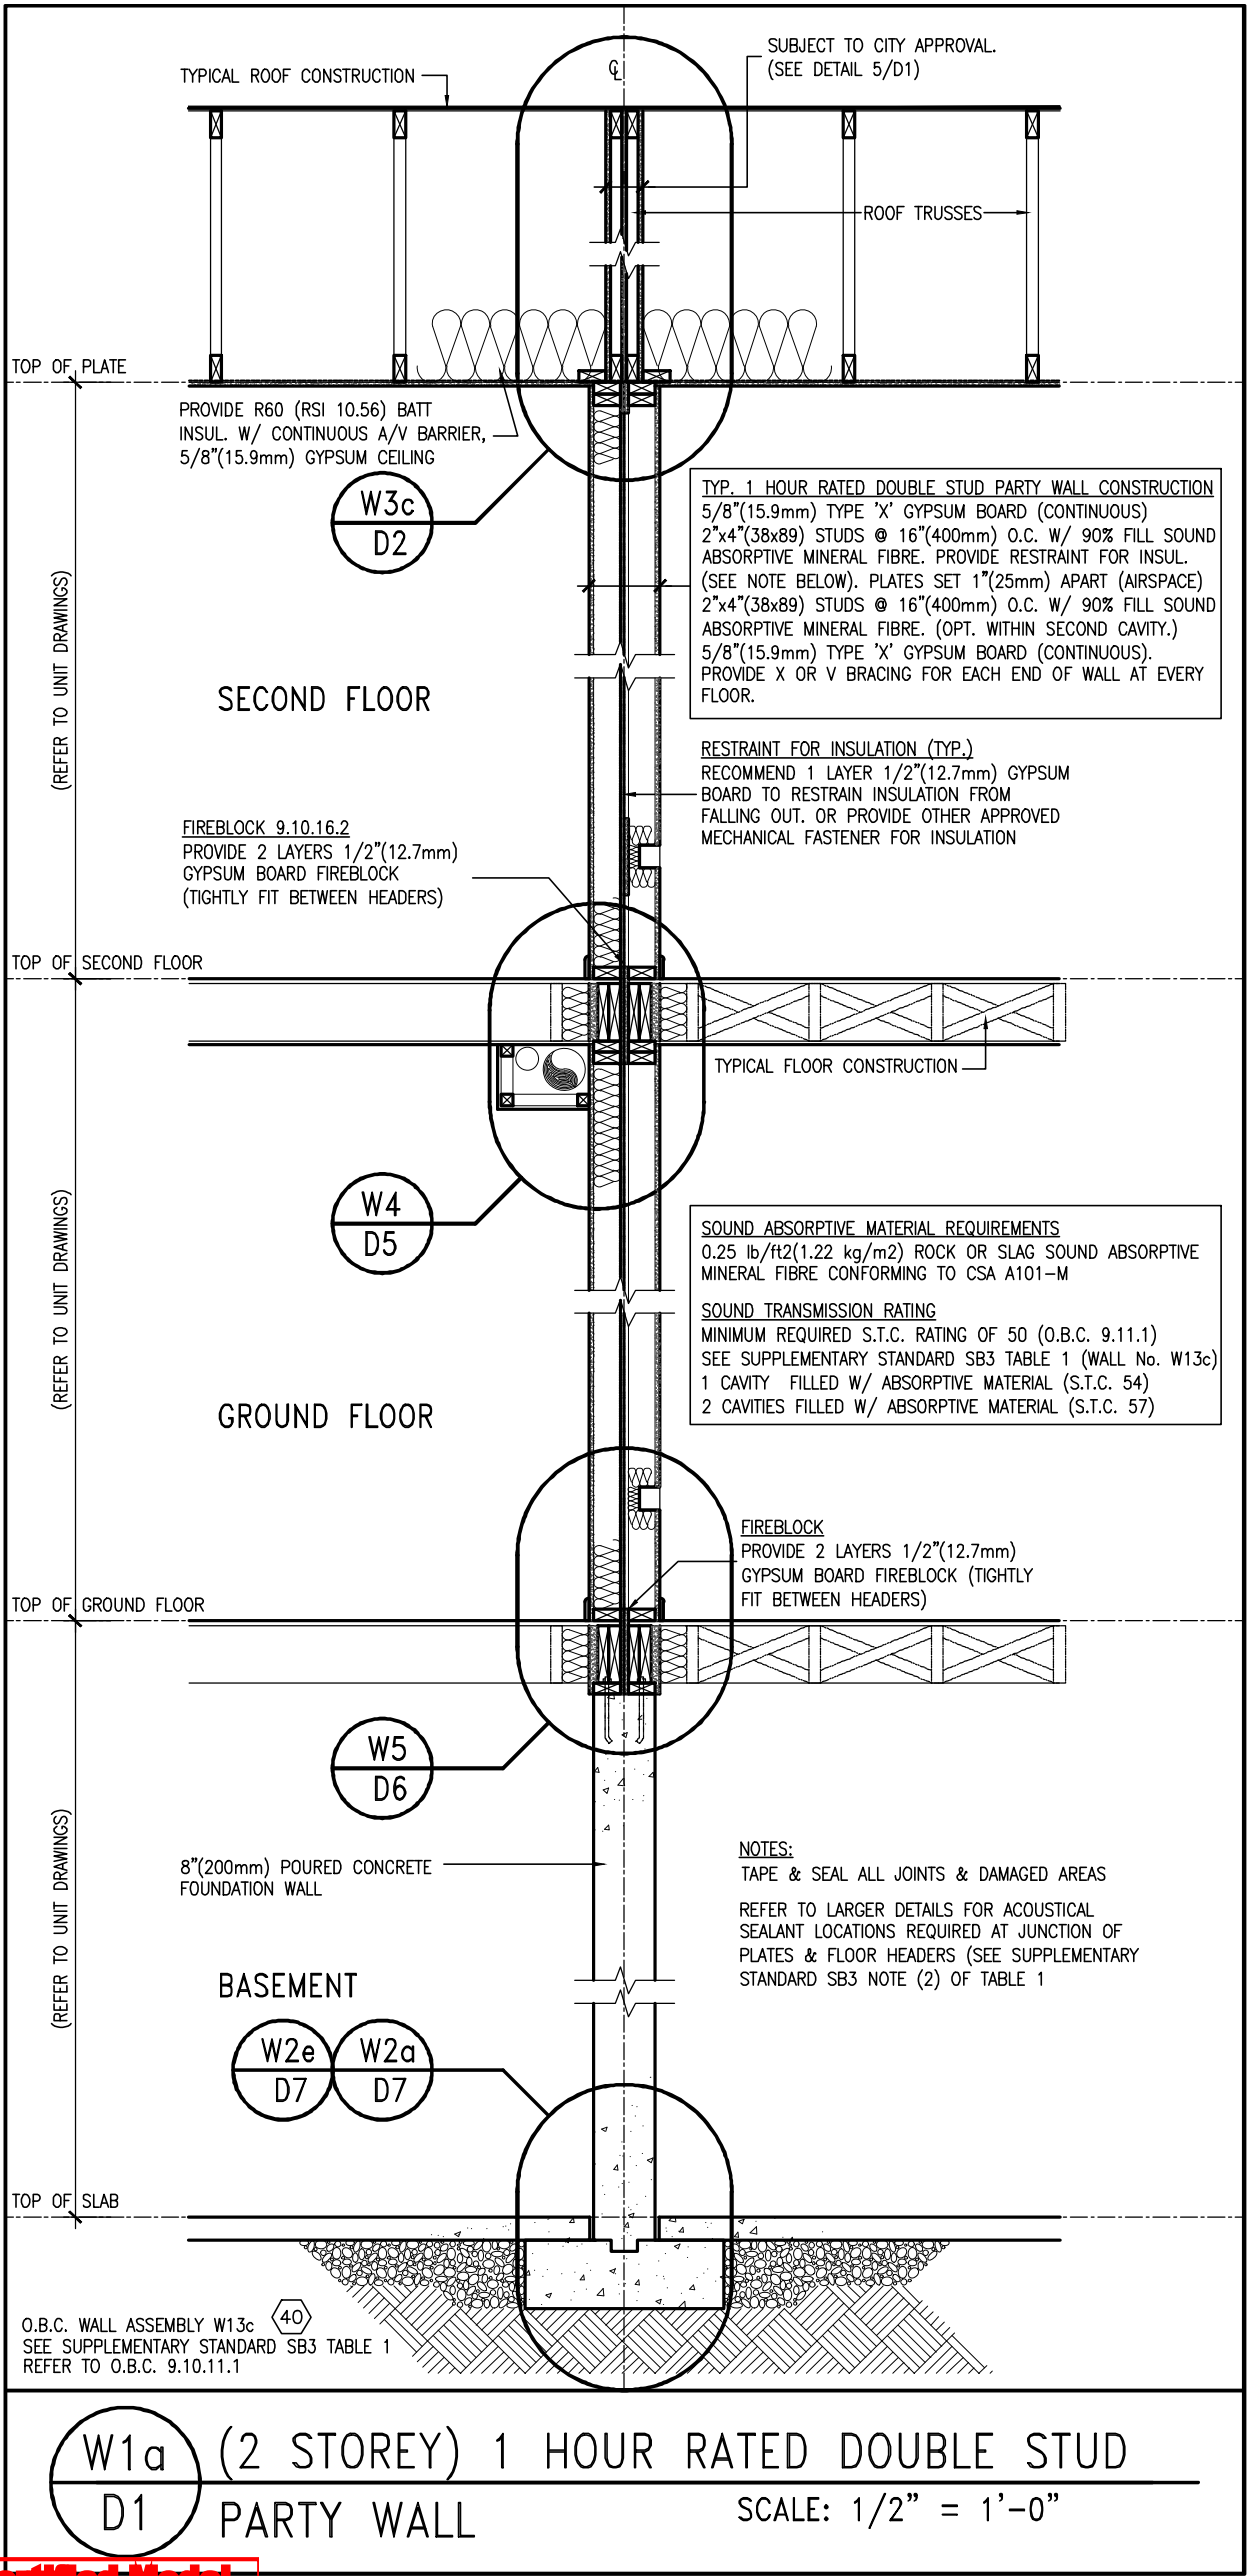 SUBJECT TO CITY APPROVAL.
(SEE DETAIL 5/D1)
TYPICAL ROOF CONSTRUCTION
℄
ROOF TRUSSES
TOP OF PLATE
PROVIDE R60 (RSI 10.56) BATT
INSUL. W/ CONTINUOUS A/V BARRIER,
5/8"(15.9mm) GYPSUM CEILING
W3c
D2
TYP. 1 HOUR RATED DOUBLE STUD PARTY WALL CONSTRUCTION
5/8"(15.9mm) TYPE 'X' GYPSUM BOARD (CONTINUOUS)
2"x4"(38x89) STUDS @ 16"(400mm) O.C. W/ 90% FILL SOUND
ABSORPTIVE MINERAL FIBRE. PROVIDE RESTRAINT FOR INSUL.
(SEE NOTE BELOW). PLATES SET 1"(25mm) APART (AIRSPACE)
2"x4"(38x89) STUDS @ 16"(400mm) O.C. W/ 90% FILL SOUND
ABSORPTIVE MINERAL FIBRE. (OPT. WITHIN SECOND CAVITY.)
5/8"(15.9mm) TYPE 'X' GYPSUM BOARD (CONTINUOUS).
PROVIDE X OR V BRACING FOR EACH END OF WALL AT EVERY
FLOOR.
(REFER TO UNIT DRAWINGS)
SECOND FLOOR
RESTRAINT FOR INSULATION (TYP.)
RECOMMEND 1 LAYER 1/2"(12.7mm) GYPSUM
BOARD TO RESTRAIN INSULATION FROM
FALLING OUT. OR PROVIDE OTHER APPROVED
MECHANICAL FASTENER FOR INSULATION
FIREBLOCK 9.10.16.2
PROVIDE 2 LAYERS 1/2"(12.7mm)
GYPSUM BOARD FIREBLOCK
(TIGHTLY FIT BETWEEN HEADERS)
TOP OF SECOND FLOOR
TYPICAL FLOOR CONSTRUCTION
W4
D5
(REFER TO UNIT DRAWINGS)
SOUND ABSORPTIVE MATERIAL REQUIREMENTS
0.25 lb/ft2(1.22 kg/m2) ROCK OR SLAG SOUND ABSORPTIVE
MINERAL FIBRE CONFORMING TO CSA A101-M
SOUND TRANSMISSION RATING
MINIMUM REQUIRED S.T.C. RATING OF 50 (O.B.C. 9.11.1)
SEE SUPPLEMENTARY STANDARD SB3 TABLE 1 (WALL No. W13c)
1 CAVITY FILLED W/ ABSORPTIVE MATERIAL (S.T.C. 54)
2 CAVITIES FILLED W/ ABSORPTIVE MATERIAL (S.T.C. 57)
GROUND FLOOR
FIREBLOCK
PROVIDE 2 LAYERS 1/2"(12.7mm)
GYPSUM BOARD FIREBLOCK (TIGHTLY
FIT BETWEEN HEADERS)
TOP OF GROUND FLOOR
W5
D6
(REFER TO UNIT DRAWINGS)
8"(200mm) POURED CONCRETE
FOUNDATION WALL
NOTES:
TAPE & SEAL ALL JOINTS & DAMAGED AREAS
REFER TO LARGER DETAILS FOR ACOUSTICAL
SEALANT LOCATIONS REQUIRED AT JUNCTION OF
PLATES & FLOOR HEADERS (SEE SUPPLEMENTARY
STANDARD SB3 NOTE (2) OF TABLE 1
BASEMENT
W2e W2a
D7 D7
TOP OF SLAB
O.B.C. WALL ASSEMBLY W13c 40
SEE SUPPLEMENTARY STANDARD SB3 TABLE 1
REFER TO O.B.C. 9.10.11.1
W1a
D1
(2 STOREY) 1 HOUR RATED DOUBLE STUD
PARTY WALL
SCALE: 1/2" = 1'-0"